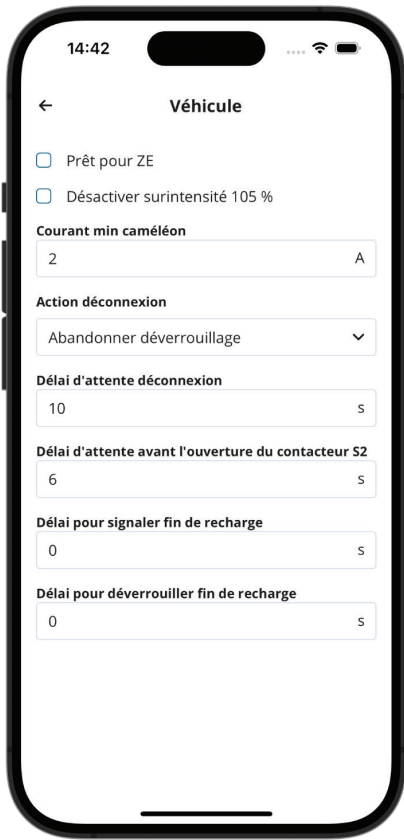 14:42
Véhicule
Prêt pour ZE
Désactiver surintensité 105 %
Courant min caméléon
2 A
Action déconnexion
Abandonner déverrouillage
Délai d'attente déconnexion
10 s
Délai d'attente avant l'ouverture du contacteur S2
6 s
Délai pour signaler fin de recharge
0 s
Délai pour déverrouiller fin de recharge
0 s